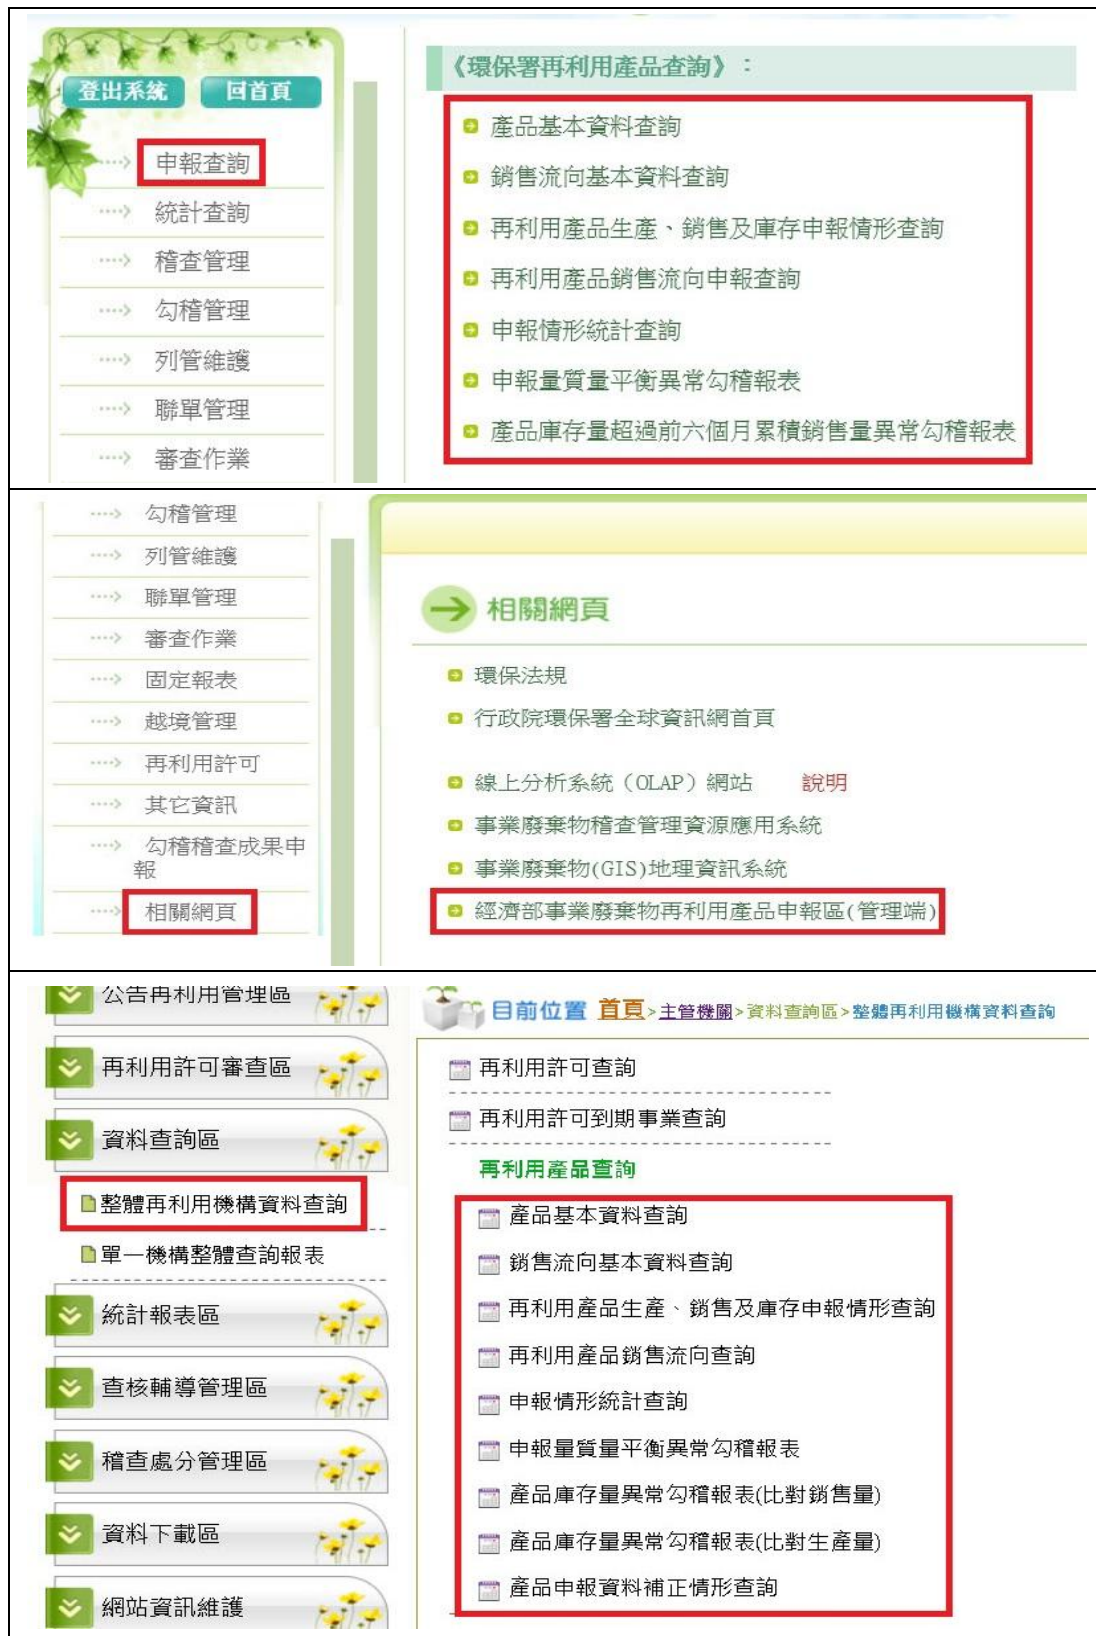 登出系統 回首頁
申報查詢
統計查詢
稽查管理
勾稽管理
列管維護
聯單管理
審查作業
《環保署再利用產品查詢》：
產品基本資料查詢
銷售流向基本資料查詢
再利用產品生產、銷售及庫存申報情形查詢
再利用產品銷售流向申報查詢
申報情形統計查詢
申報量質量平衡異常勾稽報表
產品庫存量超過前六個月累積銷售量異常勾稽報表
勾稽管理
列管維護
聯單管理
審查作業
固定報表
越境管理
再利用許可
其它資訊
勾稽稽查成果申
報
相關網頁
相關網頁
環保法規
行政院環保署全球資訊網首頁
線上分析系統（OLAP）網站 說明
事業廢棄物稽查管理資源應用系統
事業廢棄物(GIS)地理資訊系統
經濟部事業廢棄物再利用產品申報區(管理端)
公告再利用管理區
再利用許可審查區
資料查詢區
整體再利用機構資料查詢
單一機構整體查詢報表
統計報表區
查核輔導管理區
稽查處分管理區
資料下載區
網站資訊維護
目前位置 首頁>主管機關>資料查詢區>整體再利用機構資料查詢
再利用許可查詢
再利用許可到期事業查詢
再利用產品查詢
產品基本資料查詢
銷售流向基本資料查詢
再利用產品生產、銷售及庫存申報情形查詢
再利用產品銷售流向查詢
申報情形統計查詢
申報量質量平衡異常勾稽報表
產品庫存量異常勾稽報表(比對銷售量)
產品庫存量異常勾稽報表(比對生產量)
產品申報資料補正情形查詢